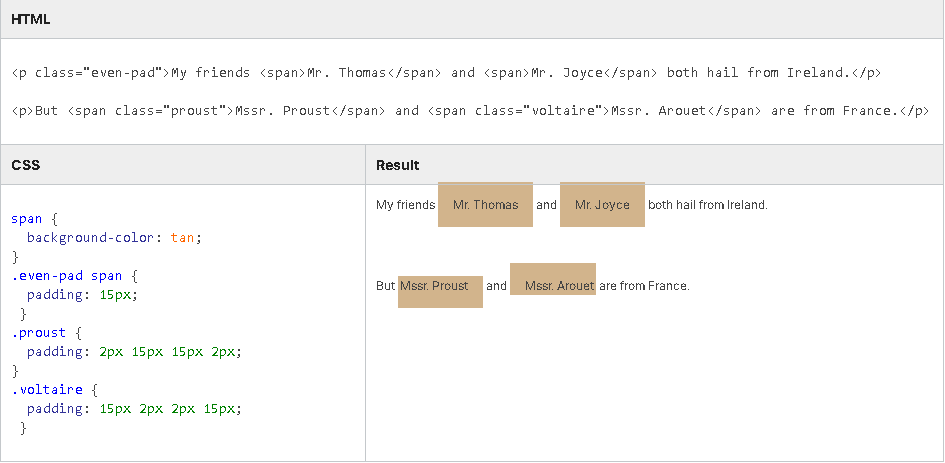 HTML
<p class="even-pad">My friends <span>Mr. Thomas</span> and <span>Mr. Joyce</span> both hail from Ireland.</p>
<p>But <span class="proust">Mssr. Proust</span> and <span class="voltaire">Mssr. Arouet</span> are from France.</p>
CSS
span {
  background-color: tan;
}
.even-pad span {
  padding: 15px;
 }
.proust {
  padding: 2px 15px 15px 2px;
}
.voltaire {
  padding: 15px 2px 2px 15px;
 }
Result
My friends Mr. Thomas and Mr. Joyce both hail from Ireland.
But Mssr. Proust and Mssr. Arouet are from France.